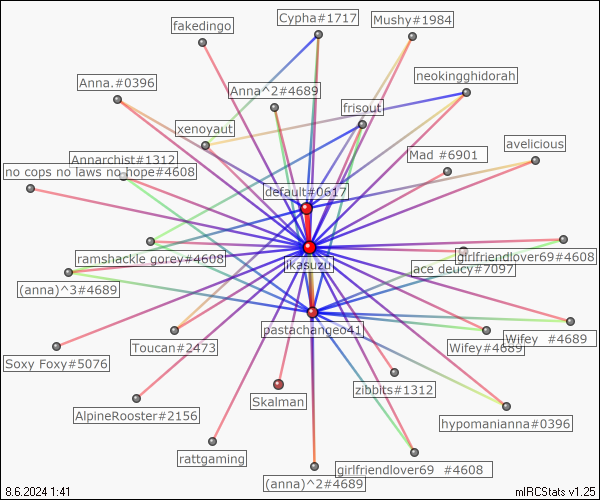 Cypha#1717
Mushy#1984
fakedingo
neokingghidorah
Anna.#0396
Anna^2#4689
frisout
xenoyaut
avelicious
Mad #6901
Annarchist#1312
no cops no laws no hope#4608
default#0617
ramshackle gorey#4608
girlfriendlover69#4608
ikasuzu
ace deucy#7097
(anna)^3#4689
pastachangeo41
Wifey #4689
Toucan#2473
Wifey#4689
Soxy Foxy#5076
zibbits#1312
Skalman
AlpineRooster#2156
hypomanianna#0396
rattgaming
girlfriendlover69 #4608
(anna)^2#4689
8.6.2024 1:41
mIRCStats v1.25